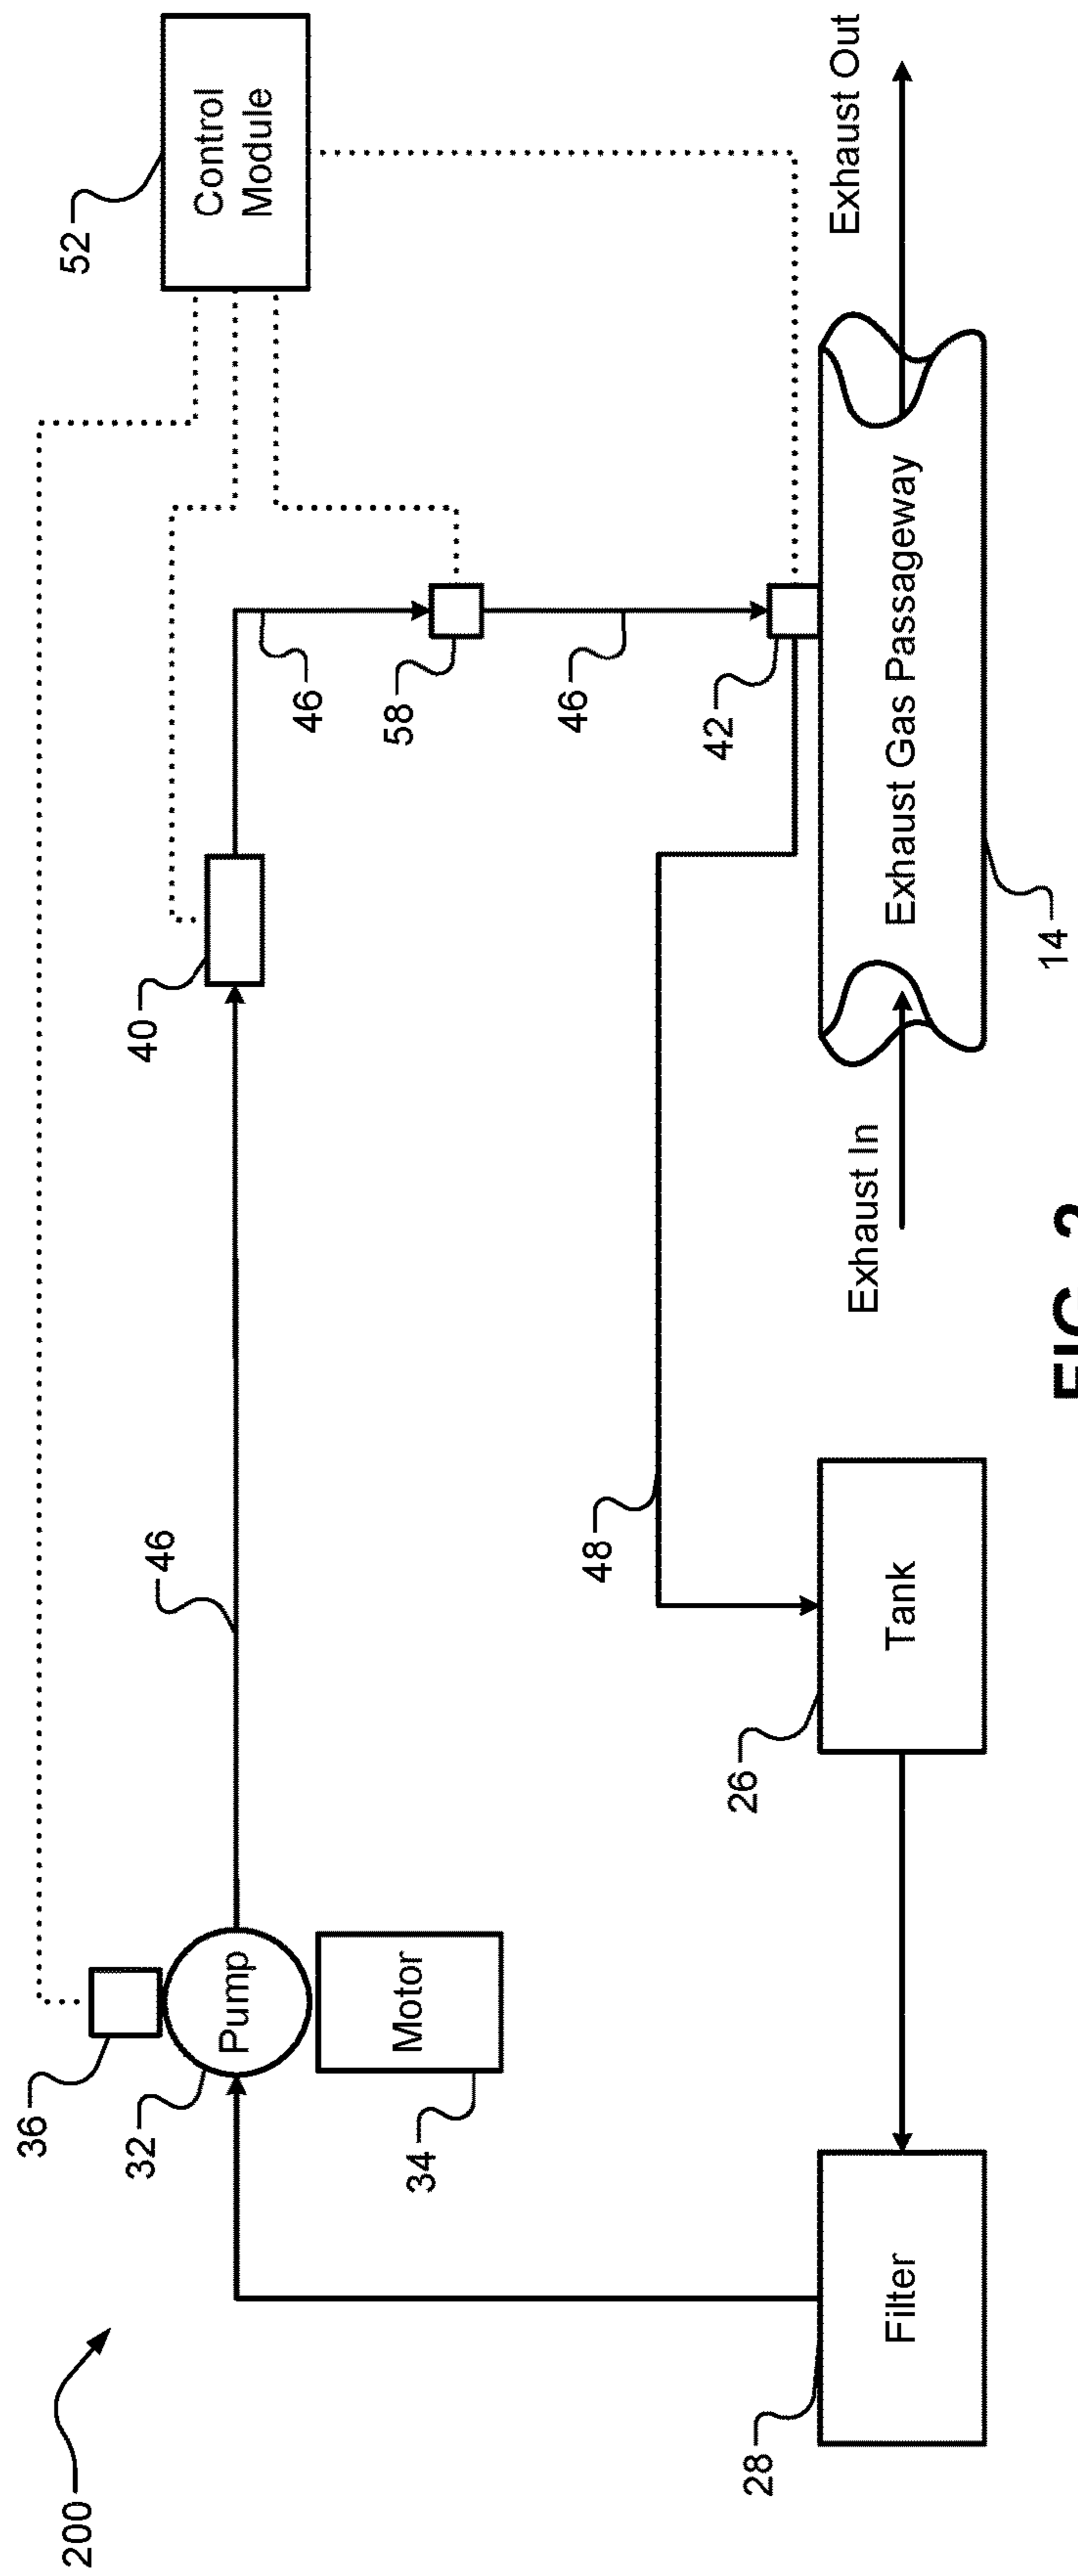 200
36
32
Pump
34
Motor
46
40
46
58
46
42
52
Control
Module
48
28
Filter
26
Tank
Exhaust In
Exhaust Gas Passageway
14
Exhaust Out